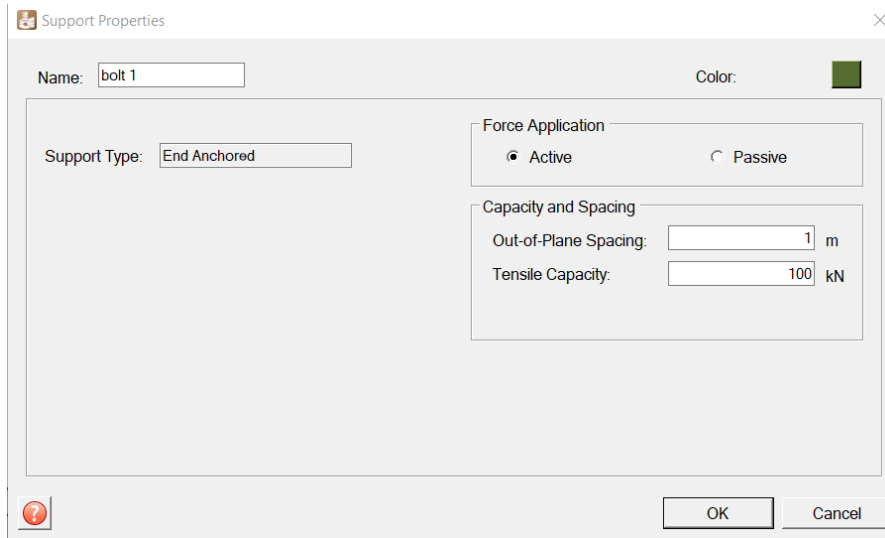 Support Properties
Name: bolt 1
Color:
Support Type: End Anchored
Force Application
Active
Passive
Capacity and Spacing
Out-of-Plane Spacing: 1 m
Tensile Capacity: 100 kN
?
OK
Cancel